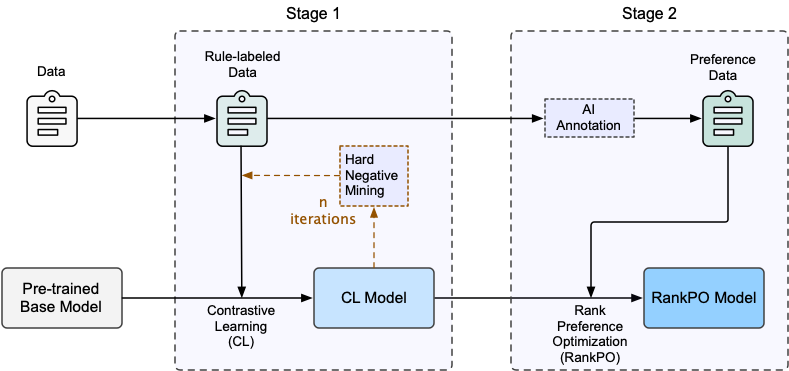 Stage 1
Stage 2
Data
Rule-labeled
Data
Preference
Data
AI
Annotation
Hard
Negative
Mining
n
iterations
Pre-trained
Base Model
Contrastive
Learning
(CL)
CL Model
Rank
Preference
Optimization
(RankPO)
RankPO Model